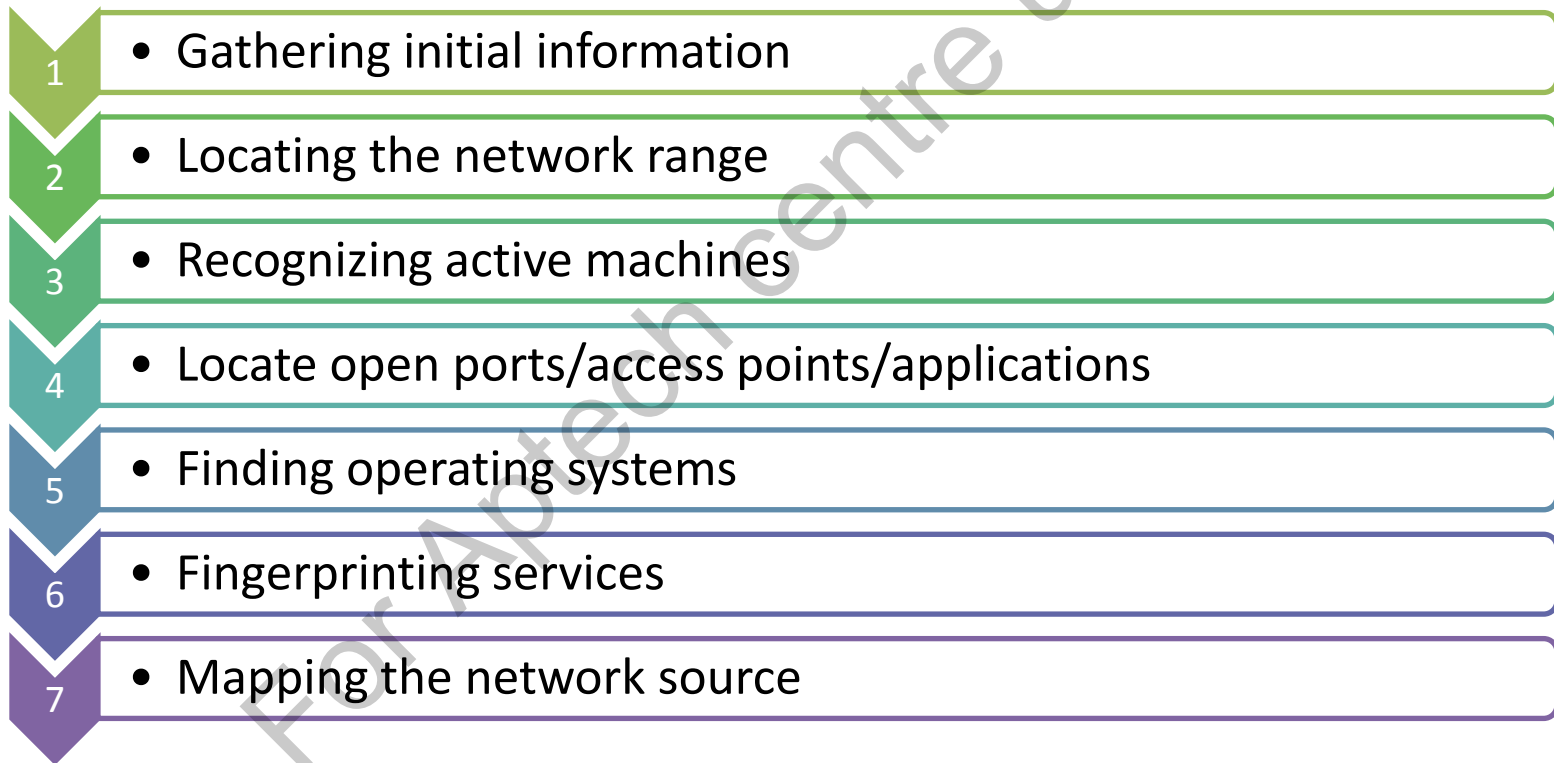 1 • Gathering initial information
2 • Locating the network range
3 • Recognizing active machines
4 • Locate open ports/access points/applications
5 • Finding operating systems
6 • Fingerprinting services
7 • Mapping the network source
For Aptech centre